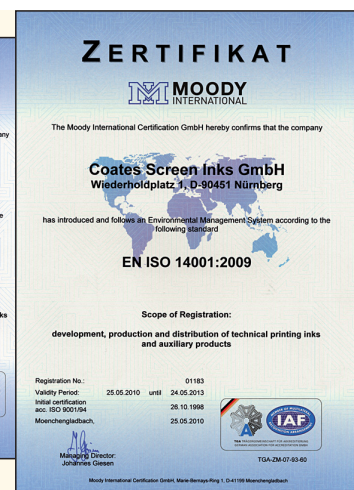 ZERTIFIKAT
MOODY
INTERNATIONAL
The Moody International Certification GmbH hereby confirms that the company
Coates Screen Inks GmbH
Wiederholdplatz 1, D-90451 Nürnberg
has introduced and follows an Environmental Management System according to the
following standard
EN ISO 14001:2009
Scope of Registration:
development, production and distribution of technical printing inks
and auxiliary products
Registration No.: 01183
Validity Period: 25.05.2010 until 24.05.2013
Initial certification
acc. ISO 9001/94 26.10.1998
Moenchengladbach, 25.05.2010
Managing Director:
Johannes Giesen
IAF
TGA-ZM-07-93-60
Moody International Certification GmbH, Marie-Bernays-Ring 1, D-41199 Moenchengladbach